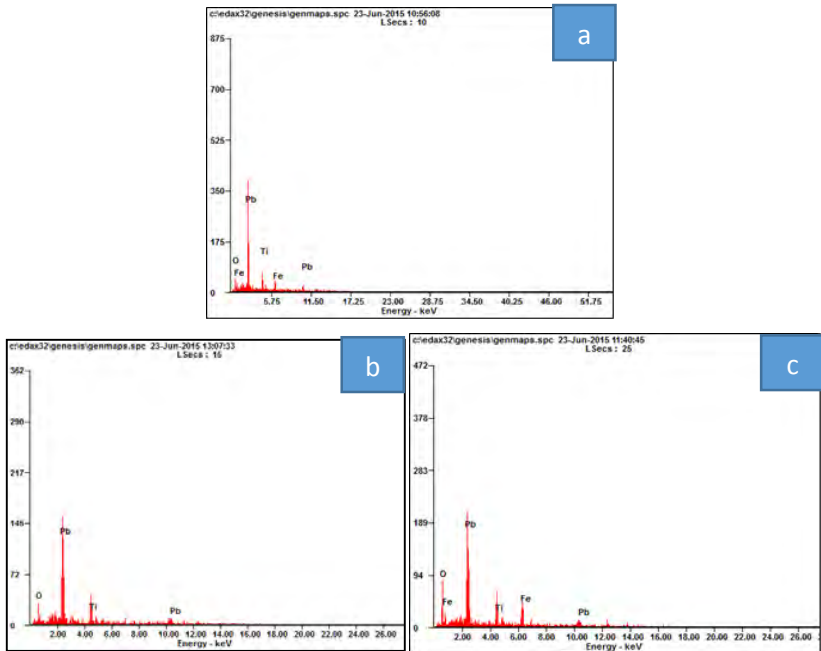 c:\edax32\genesis\genmaps.spc 23-Jun-2015 10:56:08
LSecs : 10
a
875
700
525
350
175
0
Pb
O
Ti
Fe
Fe
Pb
5.75 11.50 17.25 23.00 28.75 34.50 40.25 46.00 51.75
Energy - keV
c:\edax32\genesis\genmaps.spc 23-Jun-2015 13:07:33
LSecs : 15
b
362
290
217
145
72
0
Pb
O
Ti
Pb
2.00 4.00 6.00 8.00 10.00 12.00 14.00 16.00 18.00 20.00 22.00 24.00 26.00
Energy - keV
c:\edax32\genesis\genmaps.spc 23-Jun-2015 11:40:45
LSecs : 25
c
472
378
283
189
94
0
Pb
O
Fe
Ti
Fe
Pb
2.00 4.00 6.00 8.00 10.00 12.00 14.00 16.00 18.00 20.00 22.00 24.00 26.00
Energy - keV